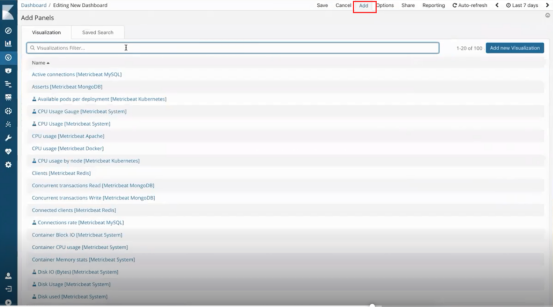 Dashboard / Editing New Dashboard
Save Cancel Add Options Share Reporting Auto-refresh Last 7 days
Add Panels
Visualization Saved Search
Visualizations Filter...
1-20 of 100
Add new Visualization
Name
Active connections [Metricbeat MySQL]
Assets [Metricbeat MongoDB]
Available pods per deployment [Metricbeat Kubernetes]
CPU Usage Gauge [Metricbeat System]
CPU Usage [Metricbeat System]
CPU usage [Metricbeat Apache]
CPU usage [Metricbeat Docker]
CPU usage by node [Metricbeat Kubernetes]
Clients [Metricbeat Redis]
Concurrent transactions Read [Metricbeat MongoDB]
Concurrent transactions Write [Metricbeat MongoDB]
Connected clients [Metricbeat Redis]
Connections rate [Metricbeat MySQL]
Container Block IO [Metricbeat System]
Container CPU usage [Metricbeat System]
Container Memory stats [Metricbeat System]
Disk IO (Bytes) [Metricbeat System]
Disk Usage [Metricbeat System]
Disk used [Metricbeat System]